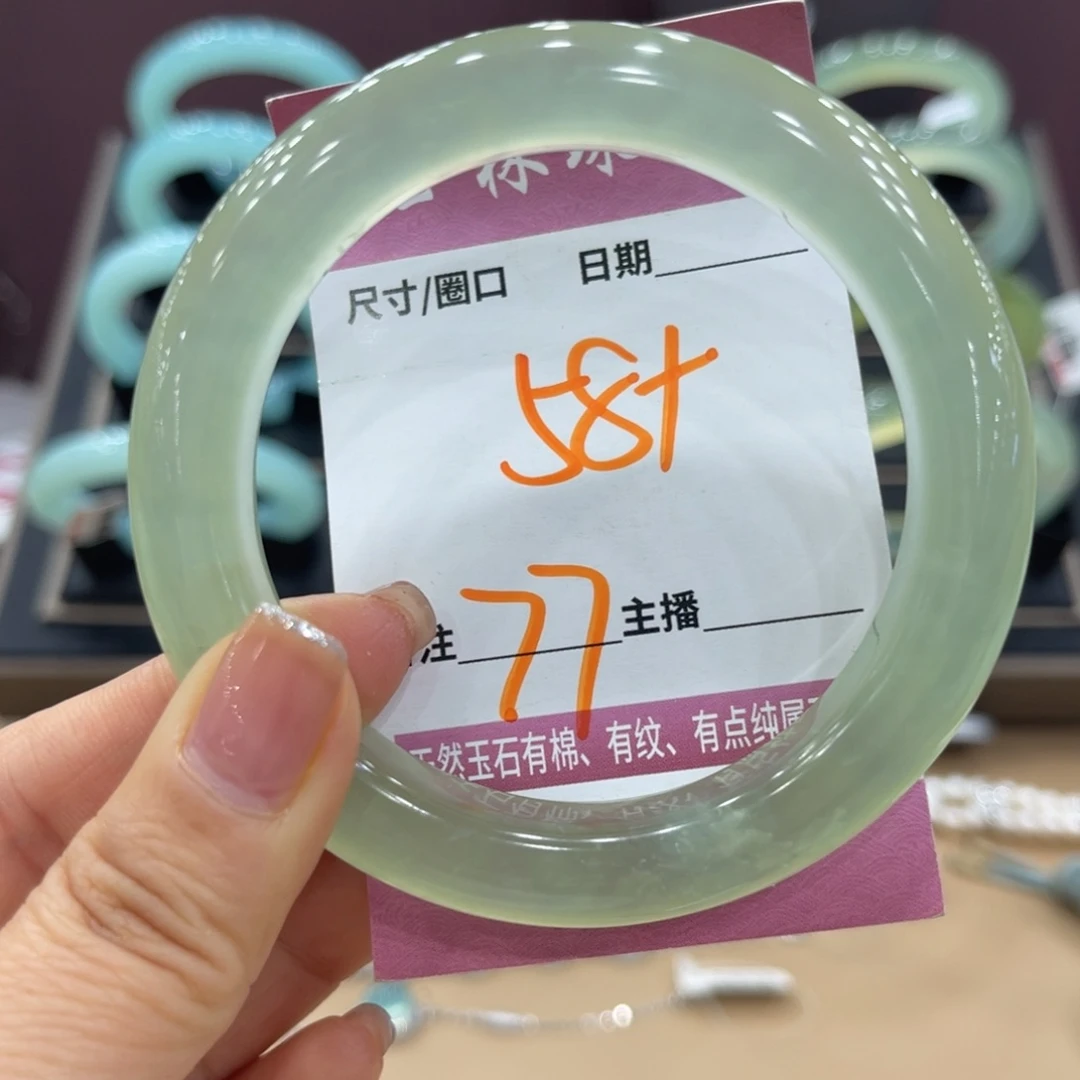 尺寸/圈口 日期
58+
77
注 主播
天然玉石有棉、有纹、有点纯属